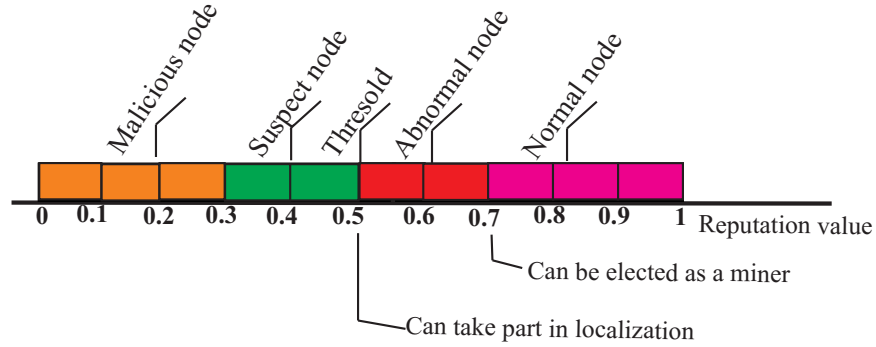 Malicious node
Suspect node
Thresold
Abnormal node
Normal node
0 0.1 0.2 0.3 0.4 0.5 0.6 0.7 0.8 0.9 1
Reputation value
Can be elected as a miner
Can take part in localization